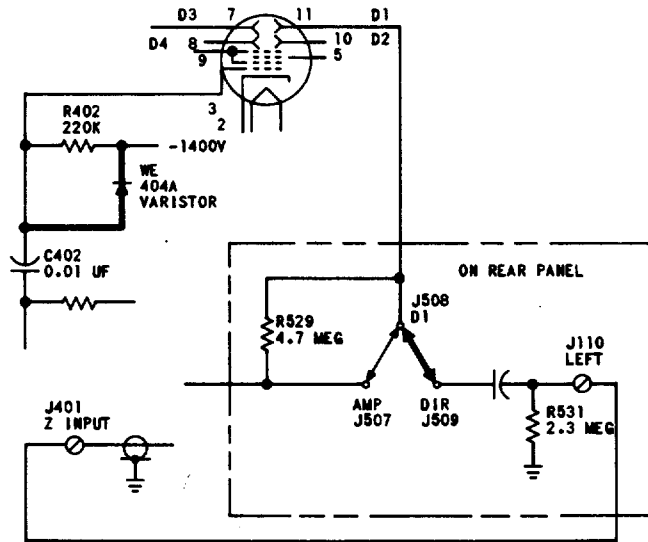 D3 7 11 D1
D4 8 10 D2
9 5
3
2
R402
220K
-1400V
WE
404A
VARISTOR
C402
0.01 UF
ON REAR PANEL
J508
D1
R529
4.7 MEG
J110
LEFT
AMP
J507
DIR
J509
R531
2.3 MEG
J401
Z INPUT